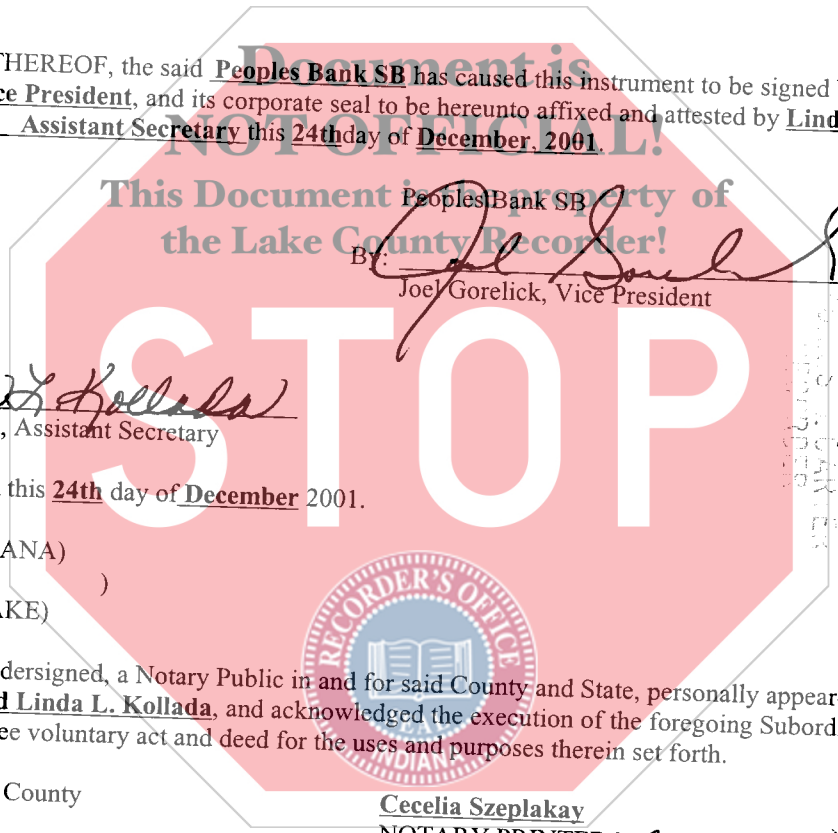 Document is
THEREOF, the said Peoples Bank SB has caused this instrument to be signed
ce President, and its corporate seal to be hereunto affixed and attested by Lind
Assistant Secretary this 24thday of December, 2001.
NOT OFFICIAL!
This Document is the property of
the Lake County Recorder!
Peoples Bank SB
By:
Joel Gorelick, Vice President
STOP
L Kollada
, Assistant Secretary
this 24th day of December 2001.
ANA)
)
AKE)
RECORDER'S OFFICE
SEAL
INDIANA
dersigned, a Notary Public in and for said County and State, personally appear
d Linda L. Kollada, and acknowledged the execution of the foregoing Subord
ee voluntary act and deed for the uses and purposes therein set forth.
County
Cecelia Szeplakay